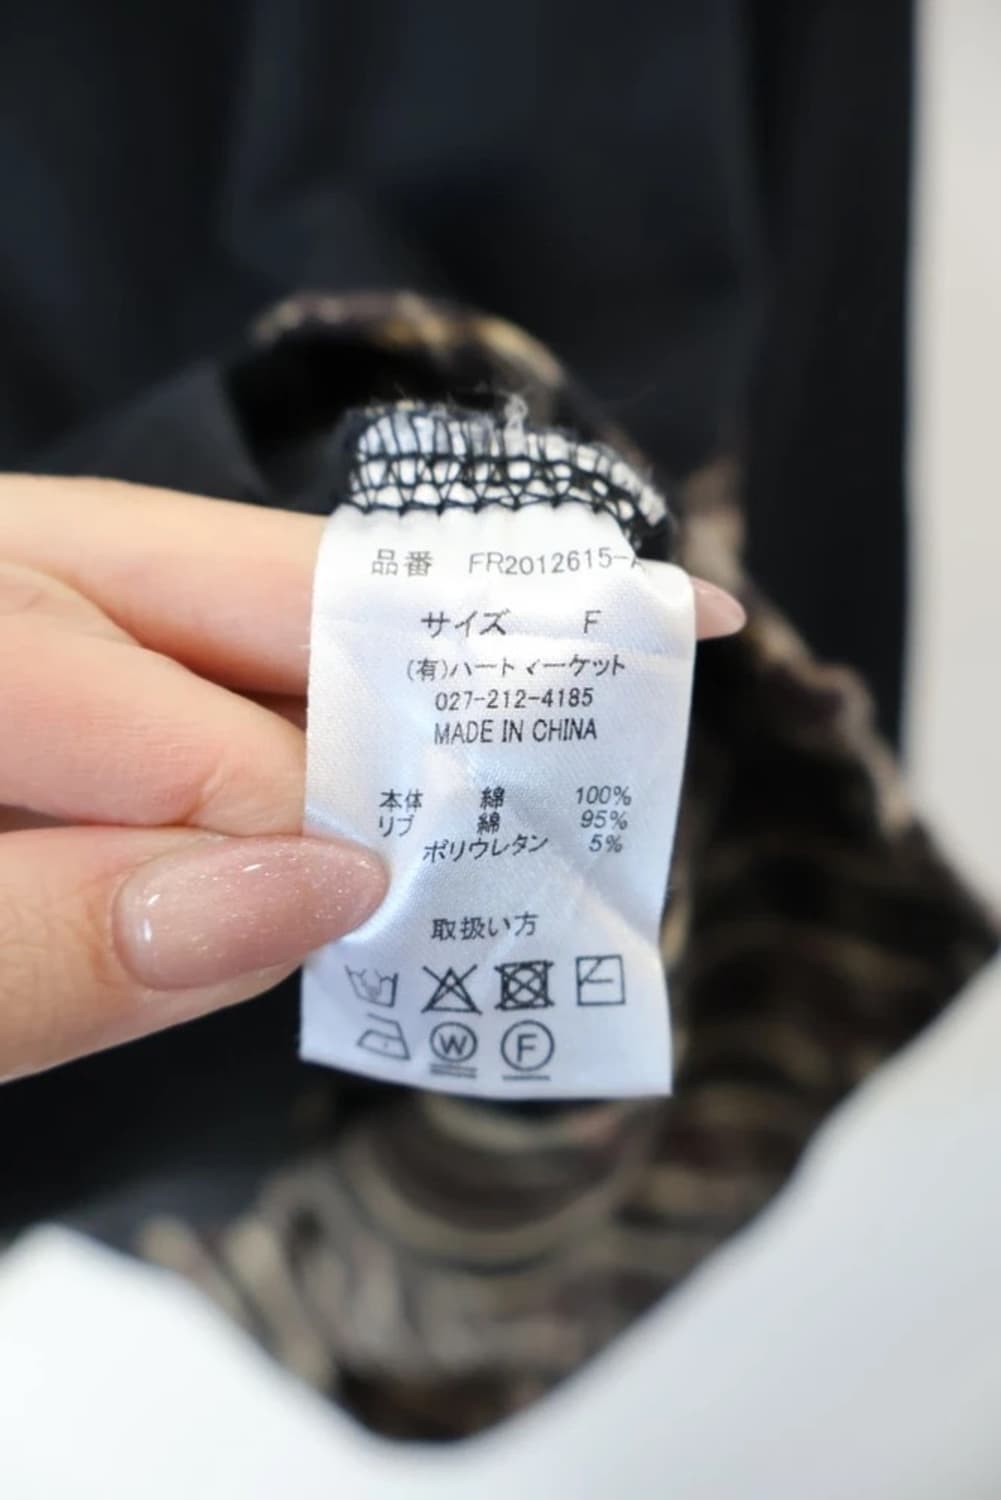 品番 FR2012615-A
サイズ F
(有)ハートマーケット
027-212-4185
MADE IN CHINA
本体 綿 100%
リブ 綿 95%
ポリウレタン 5%
取扱い方
W F